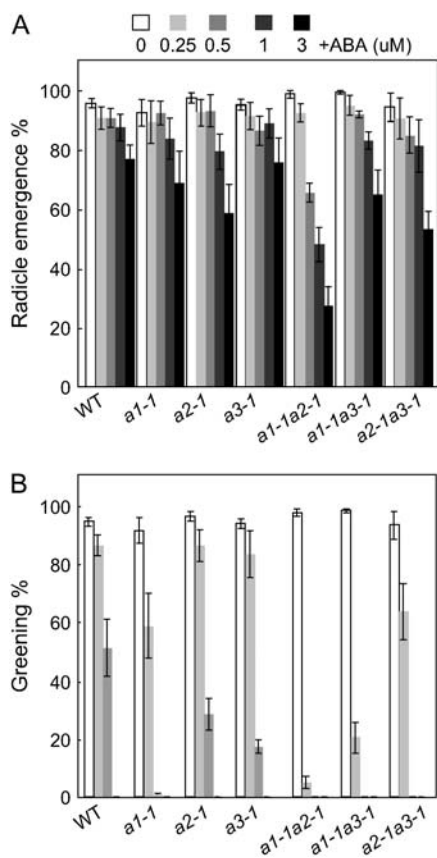 A
0 0.25 0.5 1 3 +ABA (uM)
Radicle emergence %
100
80
60
40
20
0
WT a1-1 a2-1 a3-1 a1-1a2-1 a1-1a3-1 a2-1a3-1
B
Greening %
100
80
60
40
20
0
WT a1-1 a2-1 a3-1 a1-1a2-1 a1-1a3-1 a2-1a3-1